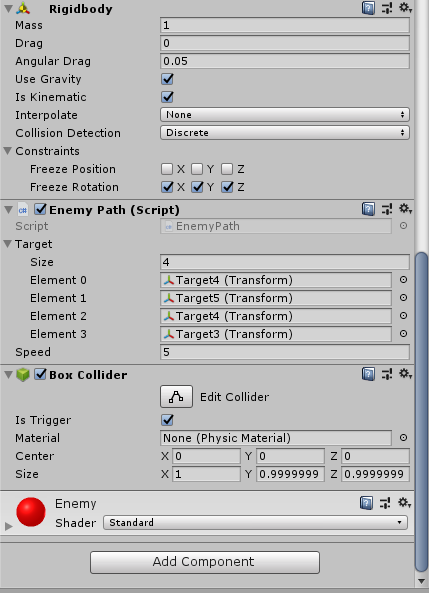 Rigidbody
Mass 1
Drag 0
Angular Drag 0.05
Use Gravity
Is Kinematic
Interpolate None
Collision Detection Discrete
Constraints
Freeze Position X Y Z
Freeze Rotation X Y Z
Enemy Path (Script)
Script EnemyPath
Target
Size 4
Element 0 Target4 (Transform)
Element 1 Target5 (Transform)
Element 2 Target4 (Transform)
Element 3 Target3 (Transform)
Speed 5
Box Collider
Edit Collider
Is Trigger
Material None (Physic Material)
Center X 0 Y 0 Z 0
Size X 1 Y 0.9999999 Z 0.9999999
Enemy
Shader Standard
Add Component